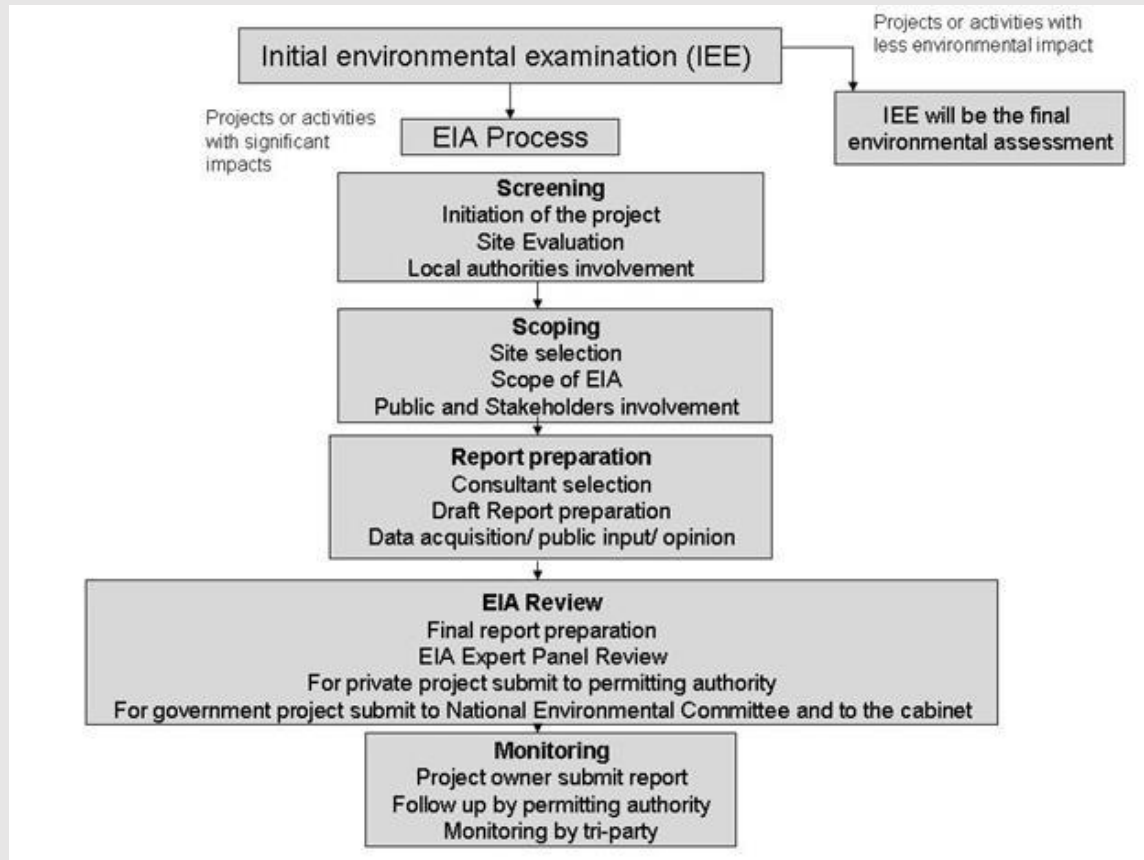 Projects or activities with
less environmental impact
Initial environmental examination (IEE)
IEE will be the final
environmental assessment
Projects or activities
with significant
impacts
EIA Process
Screening
Initiation of the project
Site Evaluation
Local authorities involvement
Scoping
Site selection
Scope of EIA
Public and Stakeholders involvement
Report preparation
Consultant selection
Draft Report preparation
Data acquisition/ public input/ opinion
EIA Review
Final report preparation
EIA Expert Panel Review
For private project submit to permitting authority
For government project submit to National Environmental Committee and to the cabinet
Monitoring
Project owner submit report
Follow up by permitting authority
Monitoring by tri-party